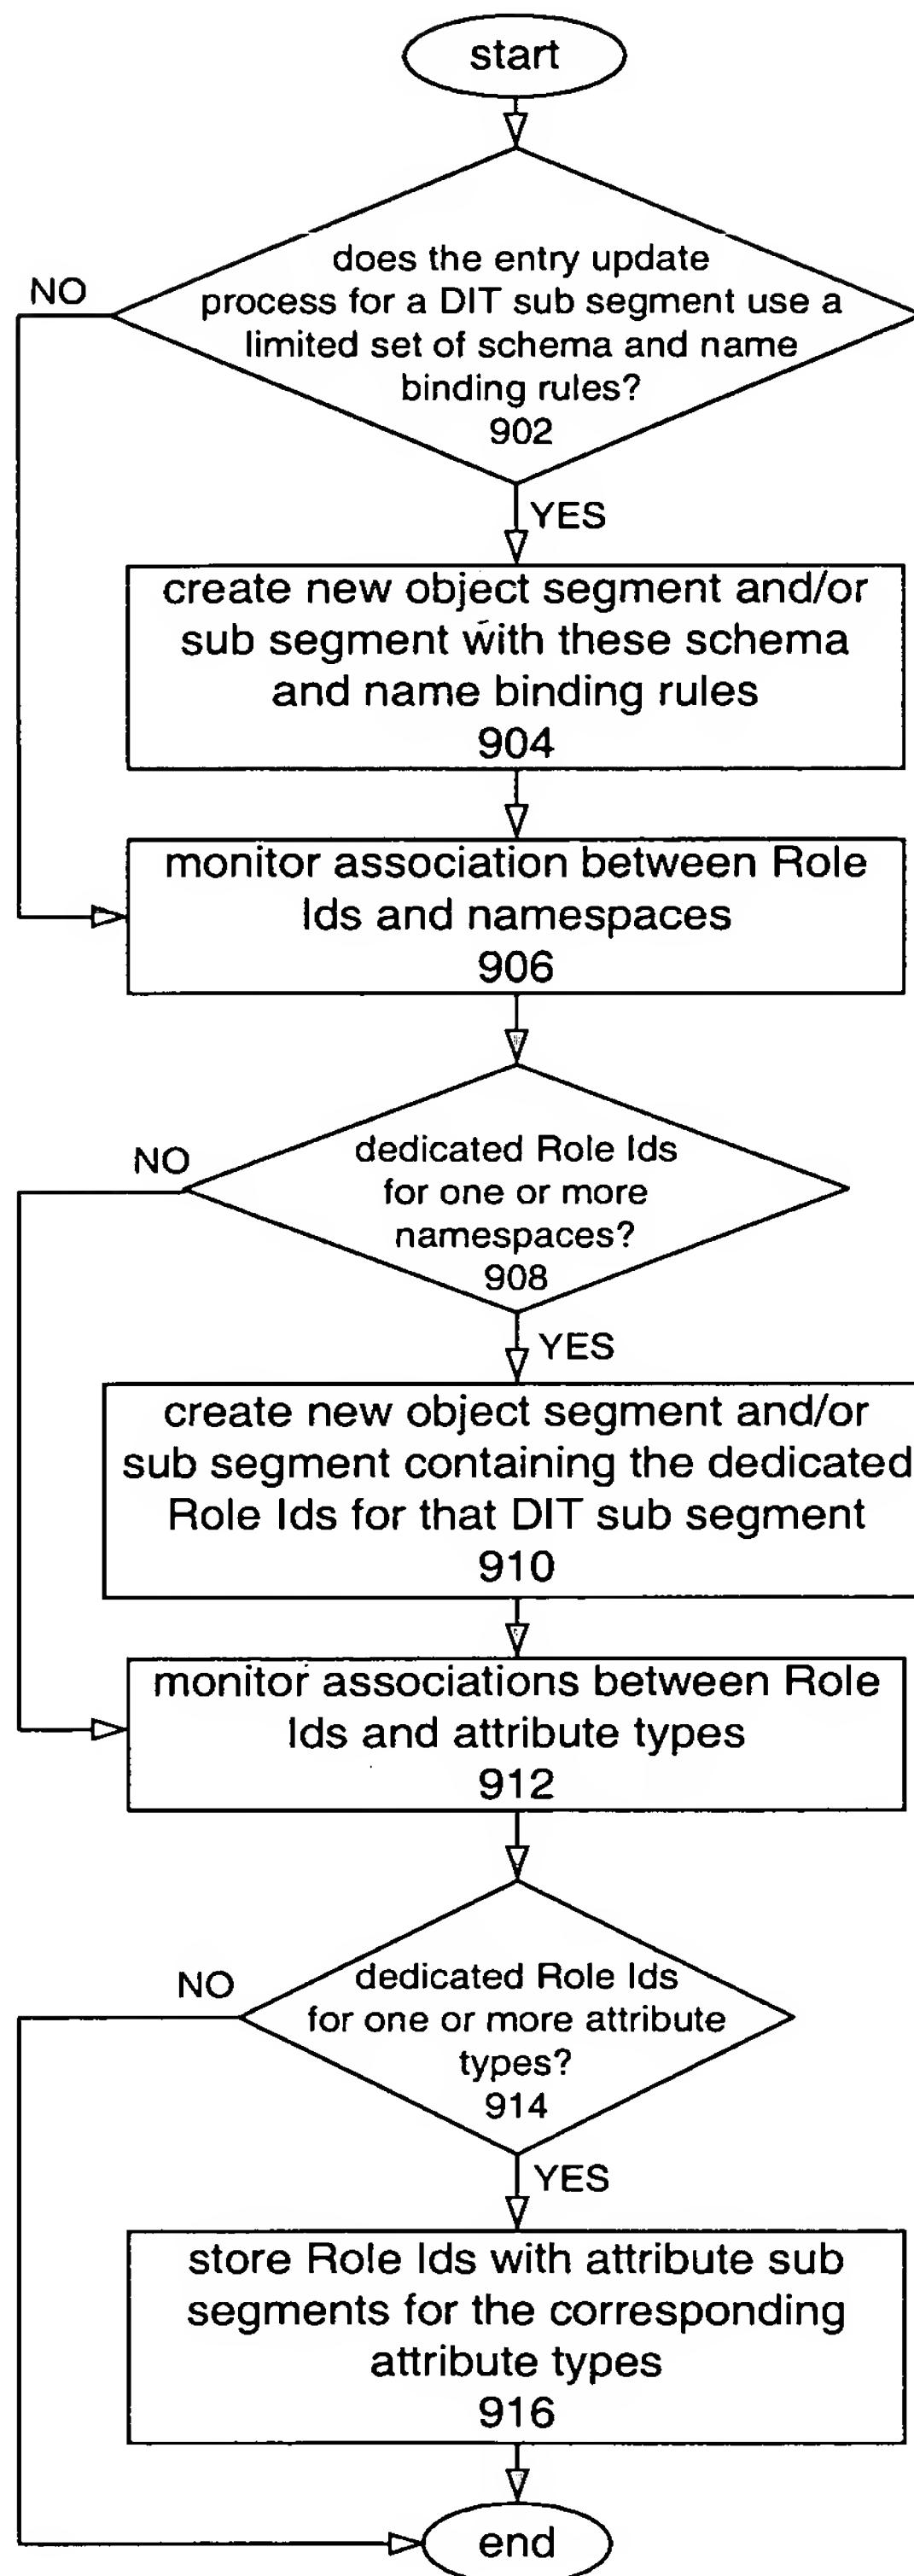 start
does the entry update
process for a DIT sub segment use a
limited set of schema and name
binding rules?
902
NO
YES
create new object segment and/or
sub segment with these schema
and name binding rules
904
monitor association between Role
Ids and namespaces
906
dedicated Role Ids
for one or more
namespaces?
908
NO
YES
create new object segment and/or
sub segment containing the dedicated
Role Ids for that DIT sub segment
910
monitor associations between Role
Ids and attribute types
912
dedicated Role Ids
for one or more attribute
types?
914
NO
YES
store Role Ids with attribute sub
segments for the corresponding
attribute types
916
end